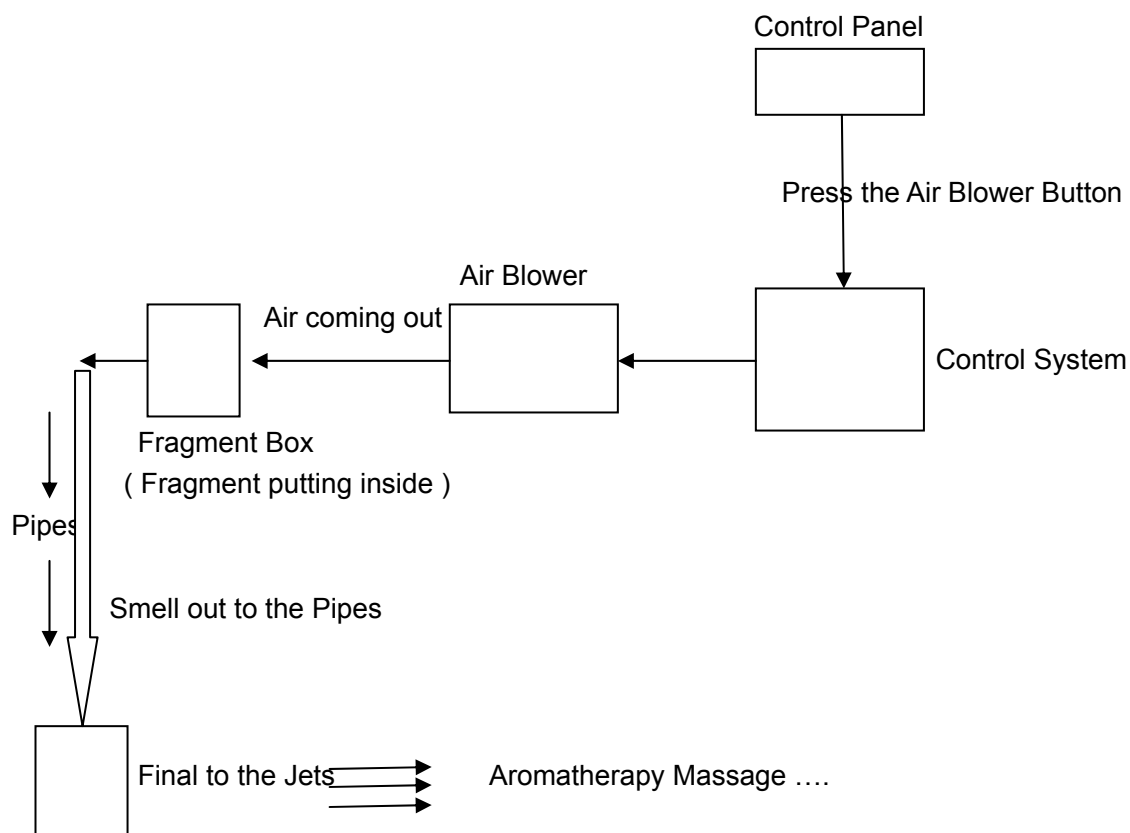 Control Panel
Press the Air Blower Button
Air Blower
Air coming out
Control System
Fragment Box
( Fragment putting inside )
Pipes
Smell out to the Pipes
Final to the Jets
Aromatherapy Massage ….